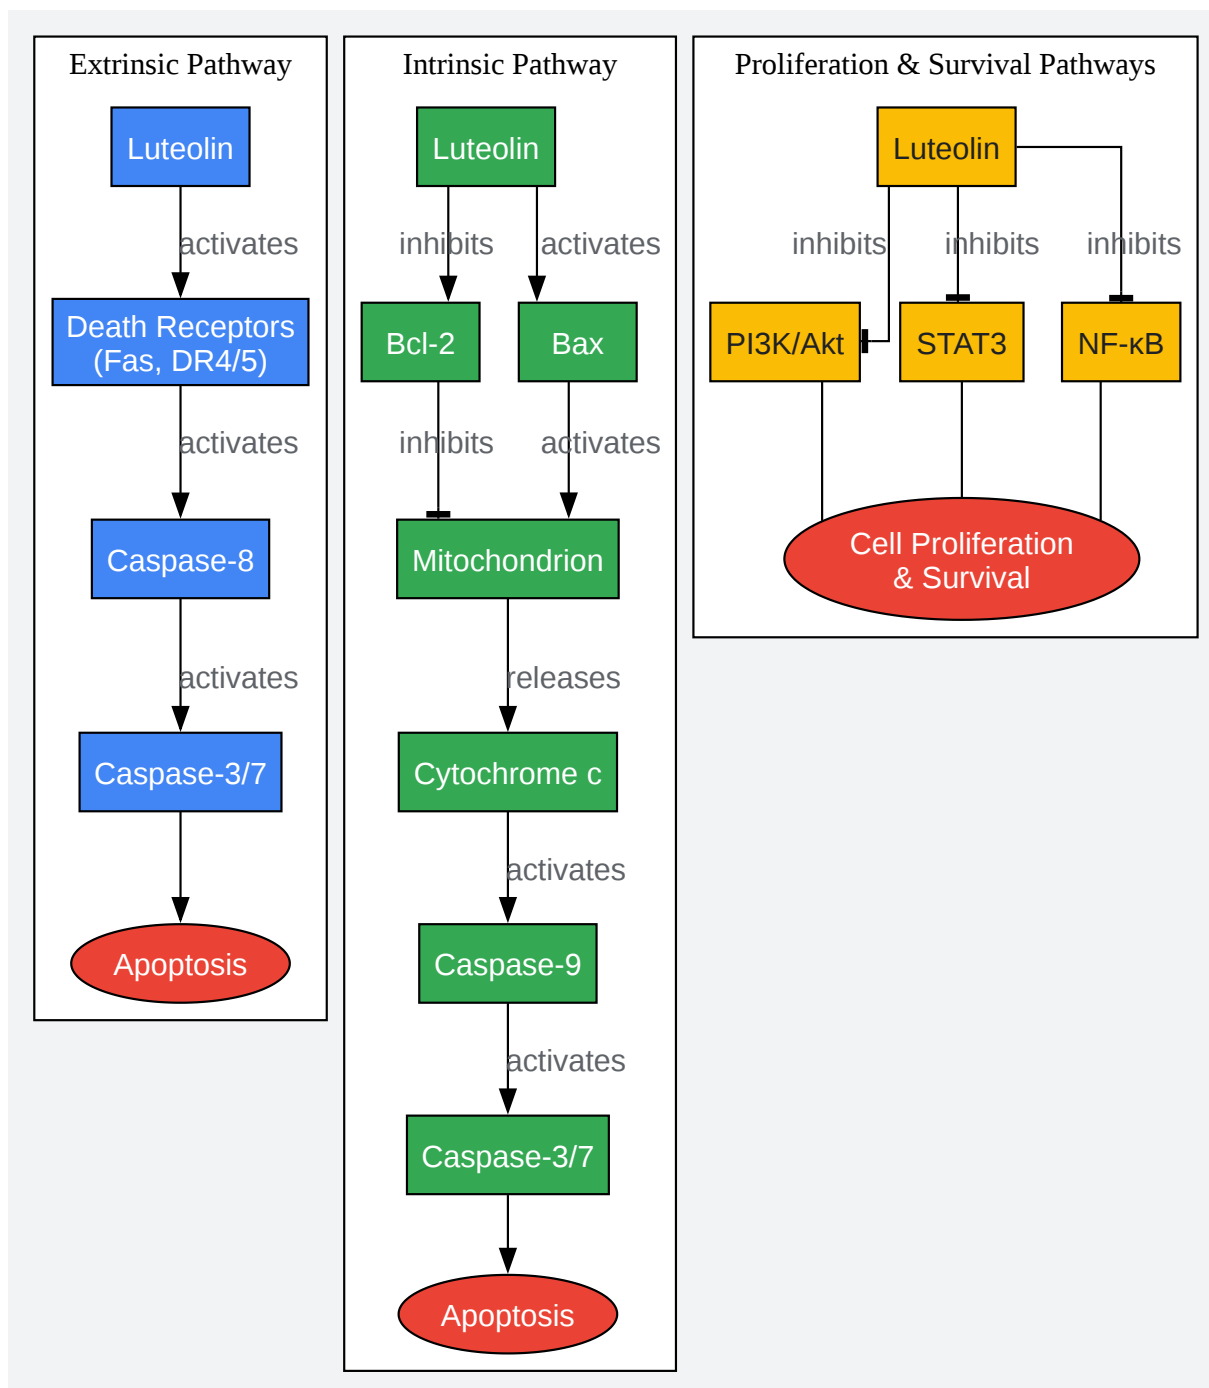 Extrinsic Pathway
Luteolin
activates
Death Receptors
(Fas, DR4/5)
activates
Caspase-8
activates
Caspase-3/7
Apoptosis
Intrinsic Pathway
Luteolin
inhibits
activates
Bcl-2
Bax
inhibits
activates
Mitochondrion
releases
Cytochrome c
activates
Caspase-9
activates
Caspase-3/7
Apoptosis
Proliferation & Survival Pathways
Luteolin
inhibits
inhibits
inhibits
PI3K/Akt
STAT3
NF-κB
Cell Proliferation
& Survival